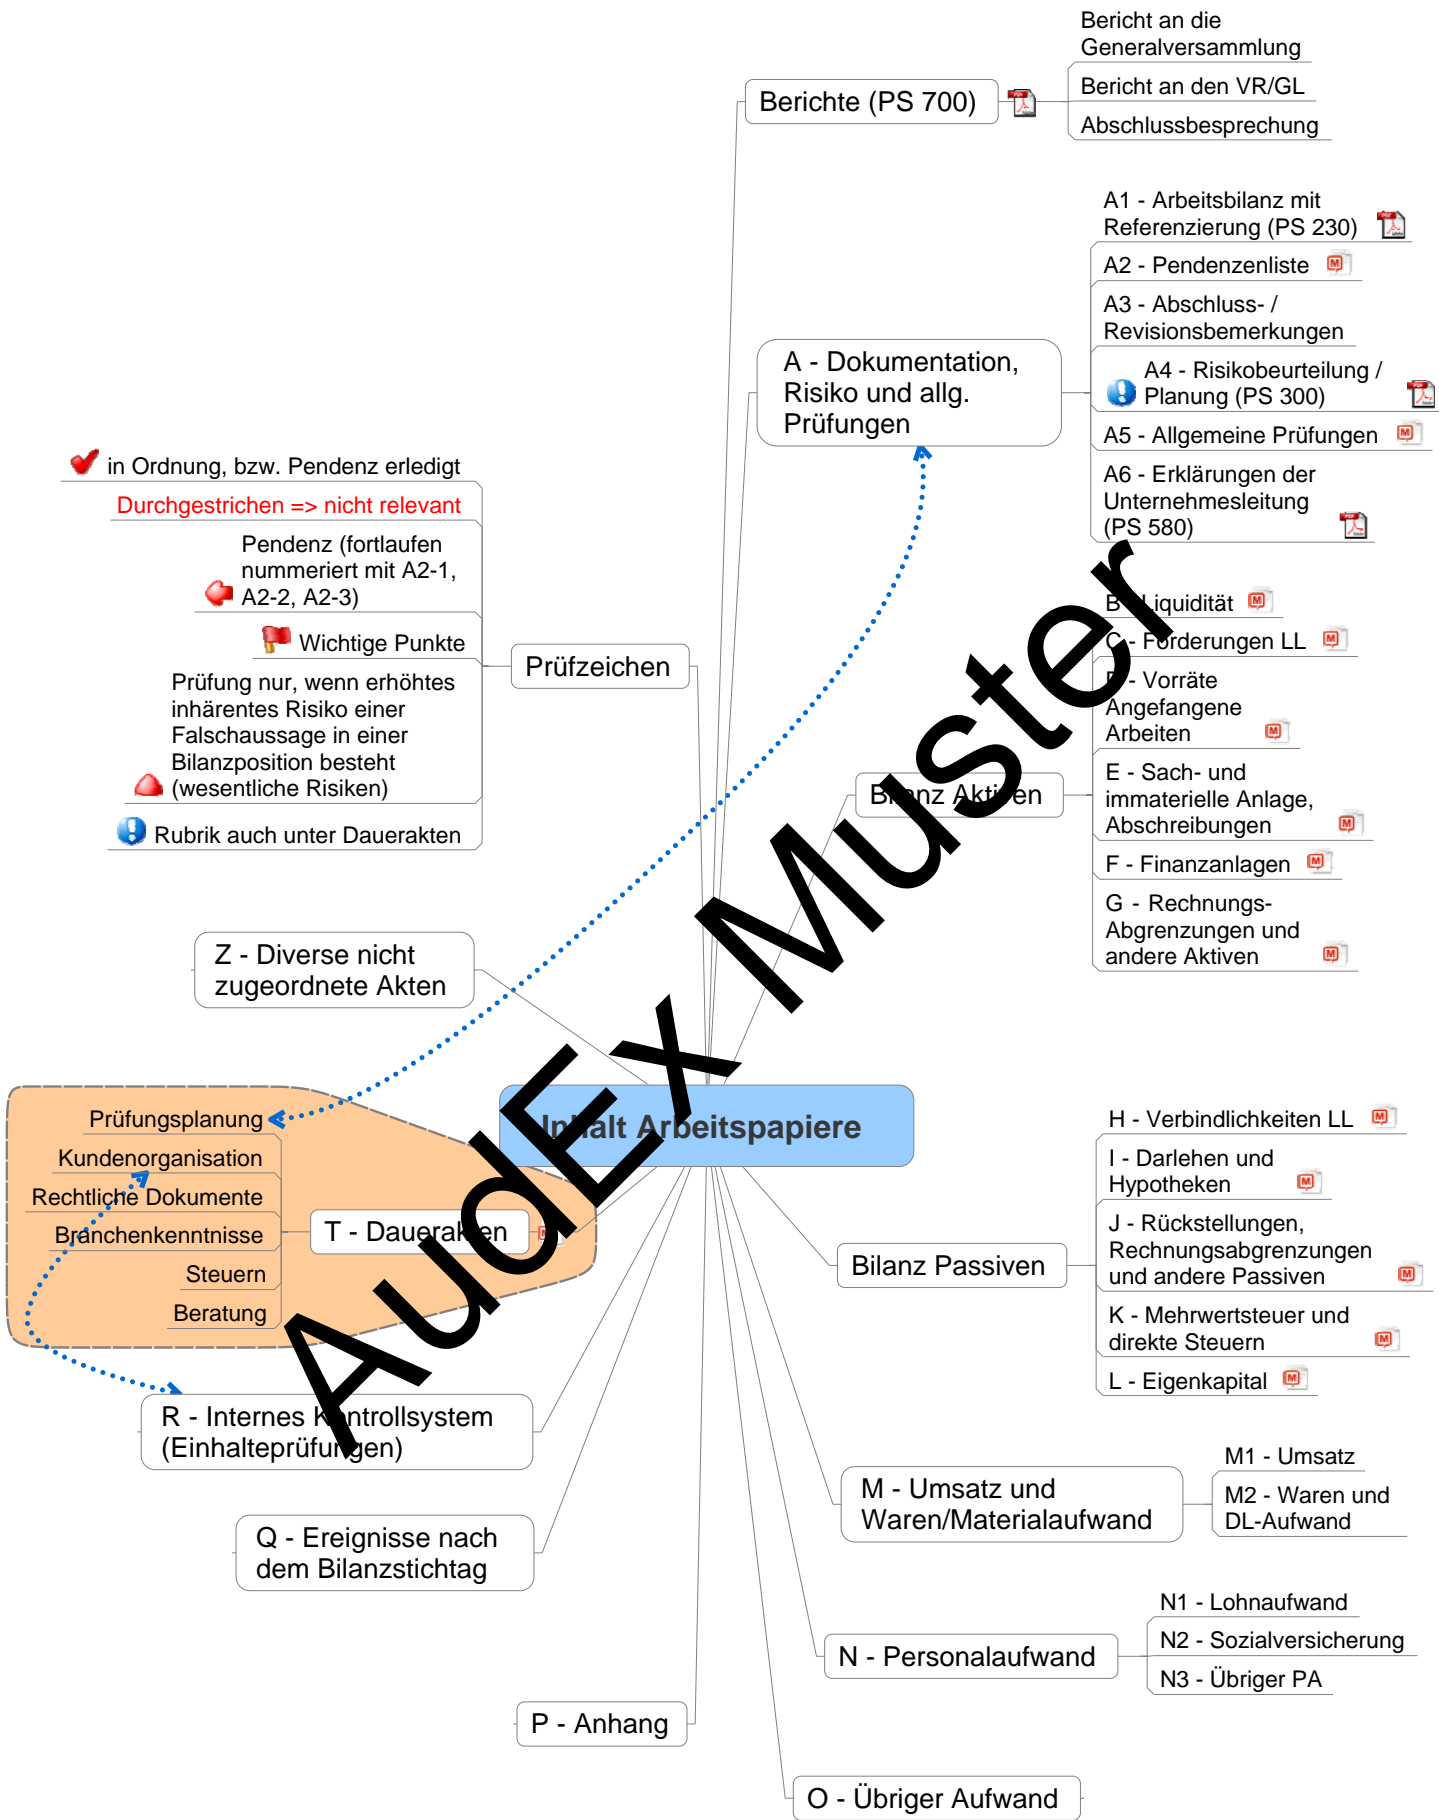 Bericht an die
Generalversammlung
Berichte (PS 700)
Bericht an den VR/GL
Abschlussbesprechung
A1 - Arbeitsbilanz mit
Referenzierung (PS 230)
A2 - Pendenzenliste
A3 - Abschluss- /
Revisionsbemerkungen
A - Dokumentation,
Risiko und allg.
Prüfungen
A4 - Risikobeurteilung /
Planung (PS 300)
A5 - Allgemeine Prüfungen
A6 - Erklärungen der
Unternehmesleitung
(PS 580)
in Ordnung, bzw. Pendenz erledigt
Durchgestrichen => nicht relevant
Pendenz (fortlaufen
nummeriert mit A2-1,
A2-2, A2-3)
Wichtige Punkte
Prüfzeichen
Prüfung nur, wenn erhöhtes
inhärentes Risiko einer
Falschaussage in einer
Bilanzposition besteht
(wesentliche Risiken)
Rubrik auch unter Dauerakten
B - Liquidität
C - Forderungen LL
D - Vorräte
Angefangene
Arbeiten
Bilanz Aktiven
E - Sach- und
immaterielle Anlage,
Abschreibungen
F - Finanzanlagen
G - Rechnungs-
Abgrenzungen und
andere Aktiven
Z - Diverse nicht
zugeordnete Akten
Inhalt Arbeitspapiere
Prüfungsplanung
Kundenorganisation
Rechtliche Dokumente
Branchenkenntnisse
Steuern
Beratung
T - Dauerakten
H - Verbindlichkeiten LL
I - Darlehen und
Hypotheken
J - Rückstellungen,
Rechnungsabgrenzungen
und andere Passiven
Bilanz Passiven
K - Mehrwertsteuer und
direkte Steuern
L - Eigenkapital
R - Internes Kontrollsystem
(Einhalteprüfungen)
Q - Ereignisse nach
dem Bilanzstichtag
M - Umsatz und
Waren/Materialaufwand
M1 - Umsatz
M2 - Waren und
DL-Aufwand
N - Personalaufwand
N1 - Lohnaufwand
N2 - Sozialversicherung
N3 - Übriger PA
P - Anhang
O - Übriger Aufwand
AudEx Muster